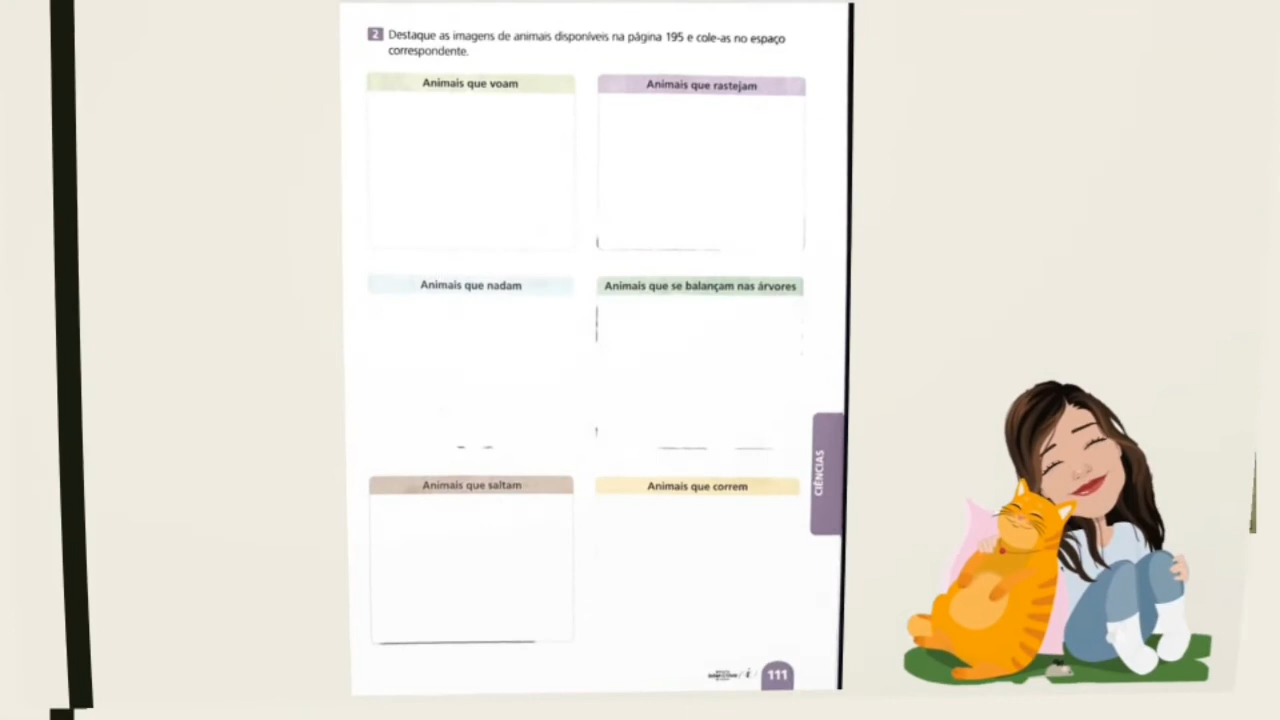 2 Destaque as imagens de animais disponíveis na página 195 e cole-as no espaço
correspondente.
Animais que voam
Animais que rastejam
Animais que nadam
Animais que se balançam nas árvores
Animais que saltam
Animais que correm
CIÊNCIAS
111